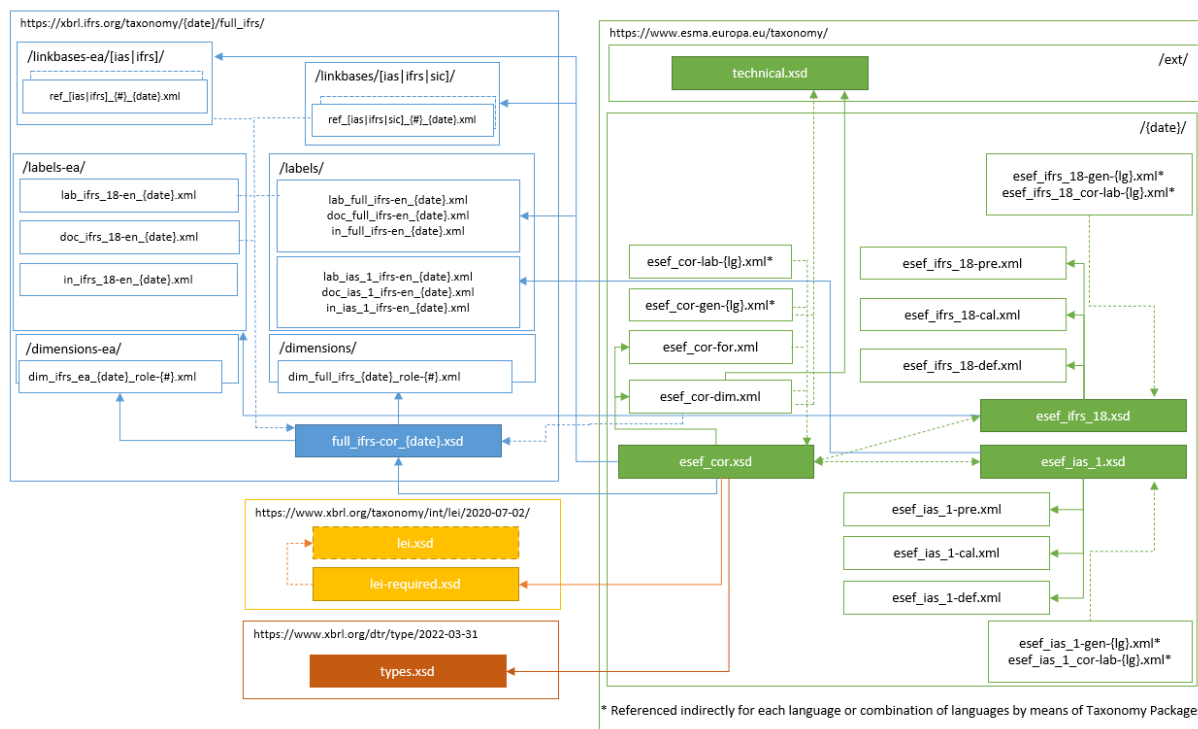 https://xbrl.ifrs.org/taxonomy/{date}/full_ifrs/
/linkbases-ea/[ias|ifrs]/
ref_[ias|ifrs]_{#}_{date}.xml
/linkbases/[ias|ifrs|sic]/
ref_[ias|ifrs|sic]_{#}_{date}.xml
/labels-ea/
lab_ifrs_18-en_{date}.xml
doc_ifrs_18-en_{date}.xml
in_ifrs_18-en_{date}.xml
/labels/
lab_full_ifrs-en_{date}.xml
doc_full_ifrs-en_{date}.xml
in_full_ifrs-en_{date}.xml
lab_ias_1_ifrs-en_{date}.xml
doc_ias_1_ifrs-en_{date}.xml
in_ias_1_ifrs-en_{date}.xml
/dimensions-ea/
dim_ifrs_ea_{date}_role-{#}.xml
/dimensions/
dim_full_ifrs_{date}_role-{#}.xml
full_ifrs-cor_{date}.xsd
https://www.xbrl.org/taxonomy/int/lei/2020-07-02/
lei.xsd
lei-required.xsd
https://www.xbrl.org/dtr/type/2022-03-31
types.xsd
https://www.esma.europa.eu/taxonomy/
/ext/
technical.xsd
/{date}/
esef_ifrs_18-gen-{lg}.xml*
esef_ifrs_18_cor-lab-{lg}.xml*
esef_cor-lab-{lg}.xml*
esef_cor-gen-{lg}.xml*
esef_cor-for.xml
esef_cor-dim.xml
esef_ifrs_18-pre.xml
esef_ifrs_18-cal.xml
esef_ifrs_18-def.xml
esef_ifrs_18.xsd
esef_cor.xsd
esef_ias_1.xsd
esef_ias_1-pre.xml
esef_ias_1-cal.xml
esef_ias_1-def.xml
esef_ias_1-gen-{lg}.xml*
esef_ias_1_cor-lab-{lg}.xml*
* Referenced indirectly for each language or combination of languages by means of Taxonomy Packages